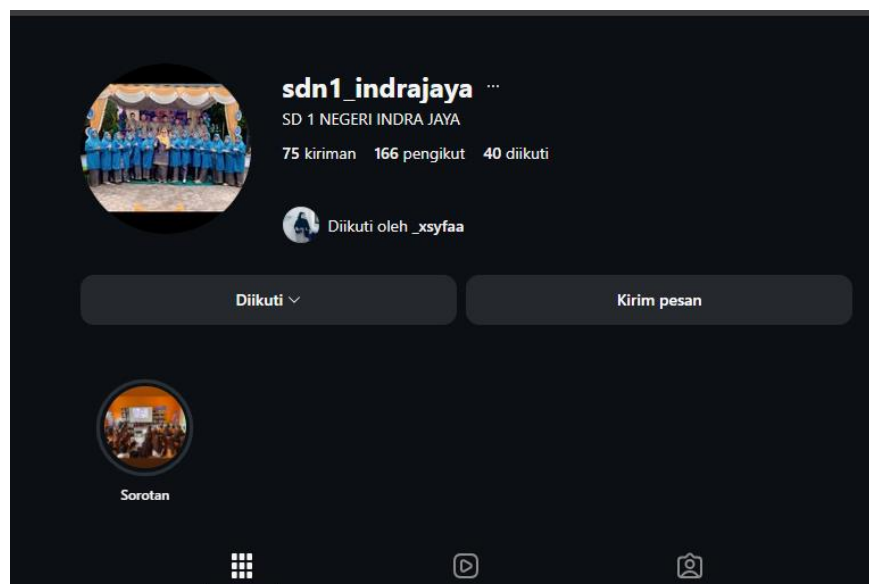 sdn1_indrajaya ...
SD 1 NEGERI INDRA JAYA
75 kiriman 166 pengikut 40 diikuti
Diikuti oleh _xsyfaa
Diikuti
Kirim pesan
Sorotan